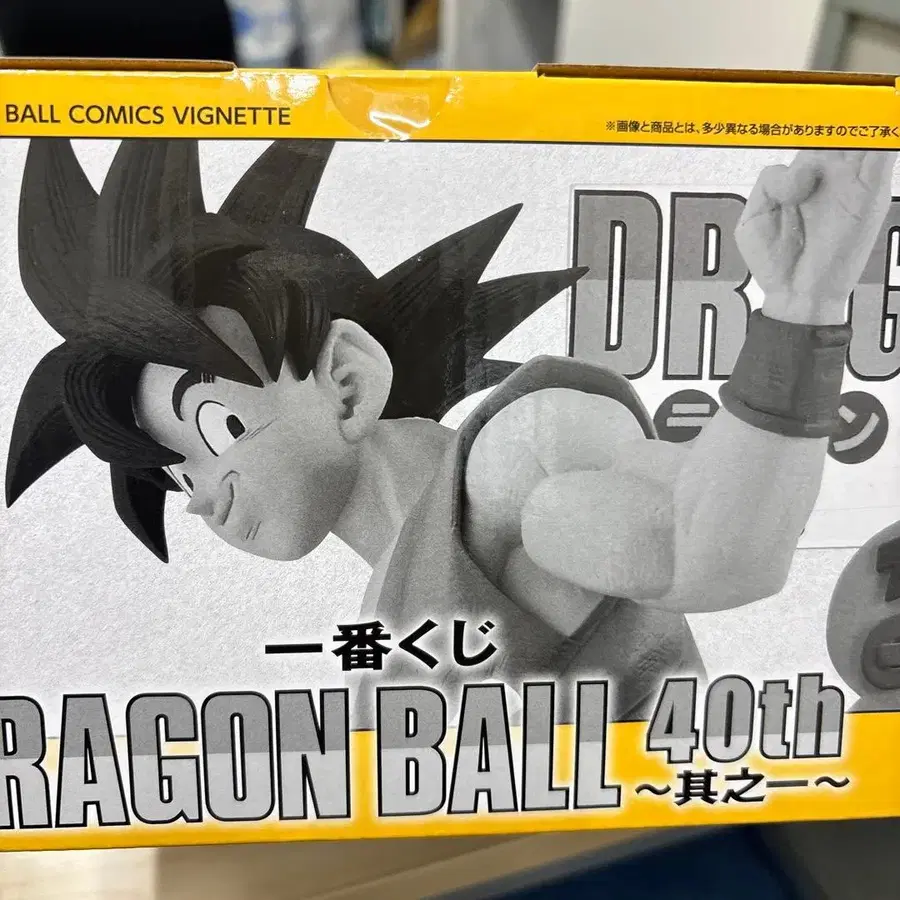 BALL COMICS VIGNETTE
※画像と商品とは、多少異なる場合がありますのでご了承く
DR G
ン
一番くじ
RAGON BALL 40th
～其之一～